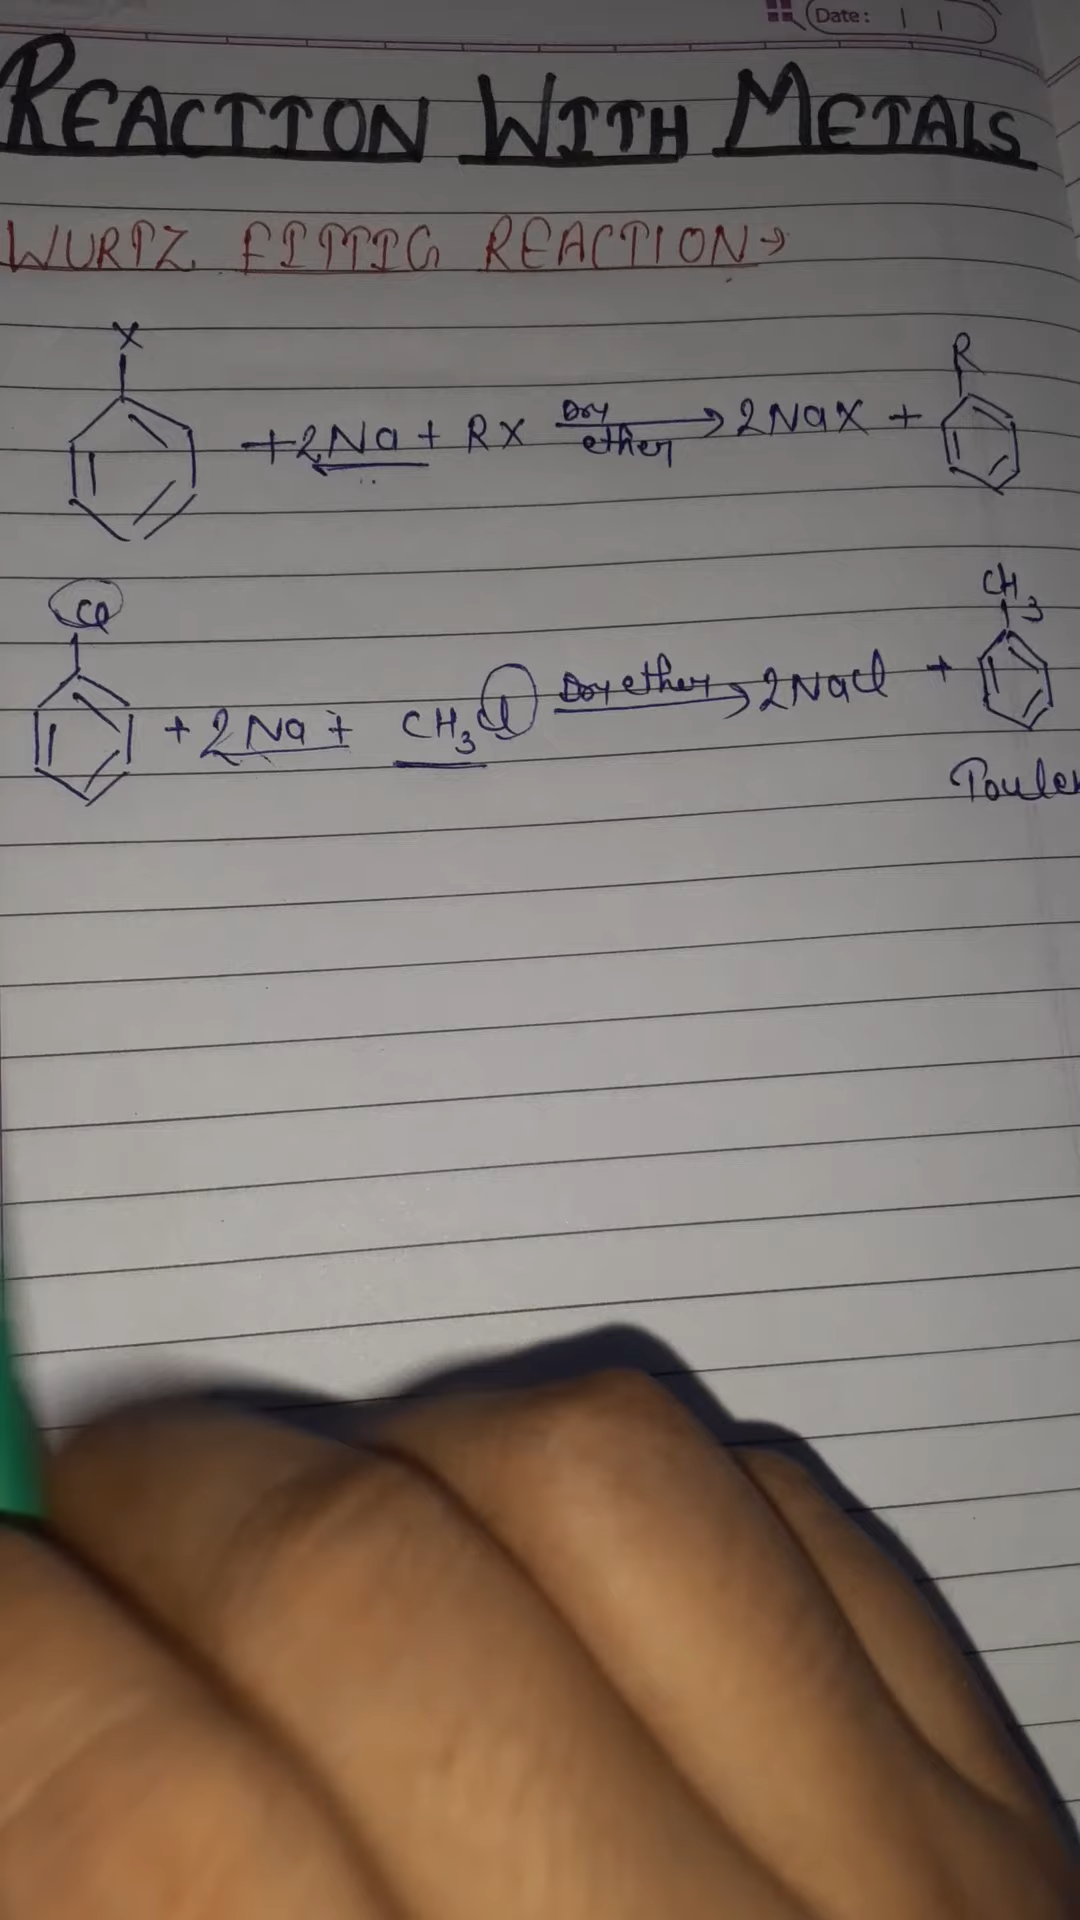 Date:
REACTION WITH METALS
WURTZ FITTIG REACTION→
X
R
+2Na + RX Dry ether → 2NaX +
Cl
CH3
+ 2Na + CH3Cl Dry ether → 2NaCl +